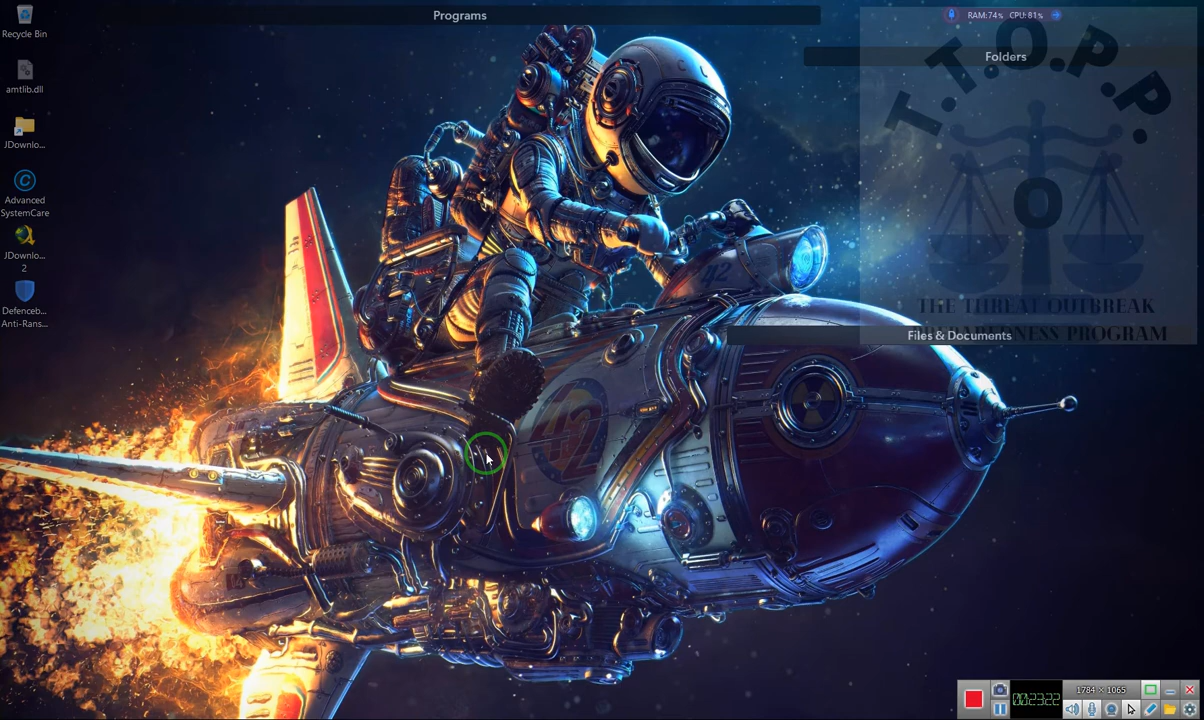 Programs
RAM:74% CPU:81%
Recycle Bin
Folders
T.T.O.P.P.
amtlib.dll
JDownlo...
Advanced
SystemCare
O
JDownlo...
2
Defenceb...
Anti-Rans...
THE THREAT OUTBREAK
Files & Documents
PROGRAM
42
42
00:23:22
1784 × 1065